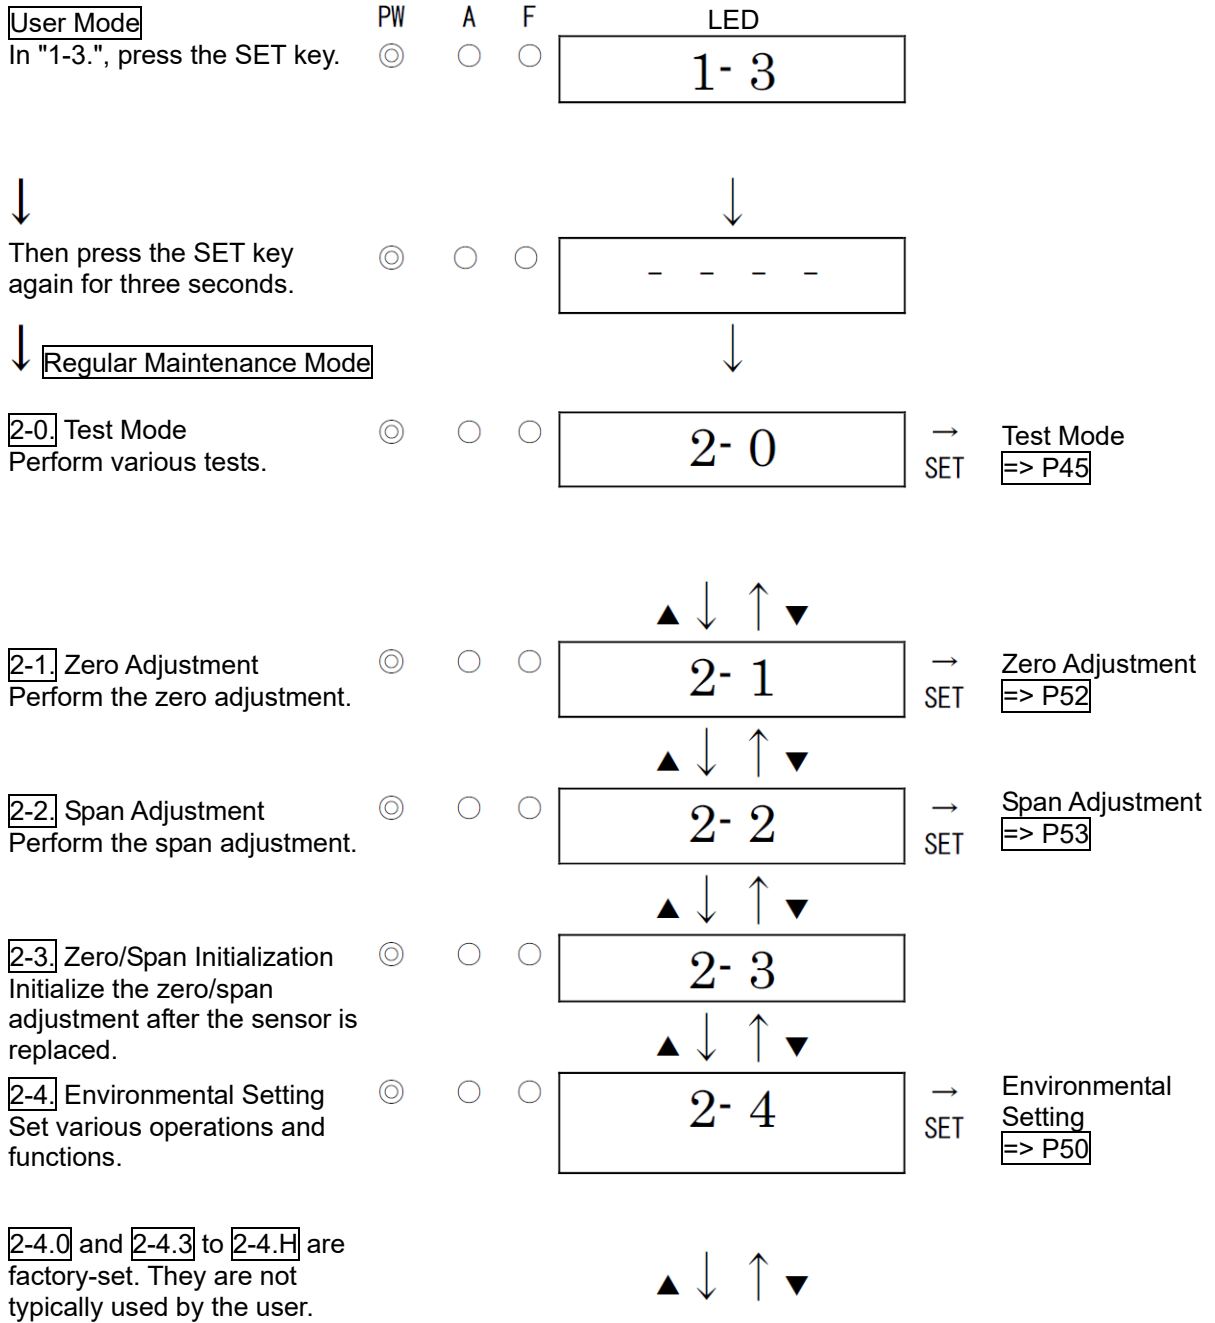 User Mode PW A F LED
In "1-3.", press the SET key. ◎ ○ ○ 1- 3
↓ ↓
Then press the SET key ◎ ○ ○ - - - -
again for three seconds.
↓ Regular Maintenance Mode ↓
2-0. Test Mode ◎ ○ ○ 2- 0 → Test Mode
Perform various tests. SET => P45
▲ ↓ ↑ ▼
2-1. Zero Adjustment ◎ ○ ○ 2- 1 → Zero Adjustment
Perform the zero adjustment. SET => P52
▲ ↓ ↑ ▼
2-2. Span Adjustment ◎ ○ ○ 2- 2 → Span Adjustment
Perform the span adjustment. SET => P53
▲ ↓ ↑ ▼
2-3. Zero/Span Initialization ◎ ○ ○ 2- 3
Initialize the zero/span
adjustment after the sensor is
replaced.
▲ ↓ ↑ ▼
2-4. Environmental Setting ◎ ○ ○ 2- 4 → Environmental
Set various operations and SET Setting
functions. => P50
2-4.0 and 2-4.3 to 2-4.H are
factory-set. They are not
typically used by the user. ▲ ↓ ↑ ▼